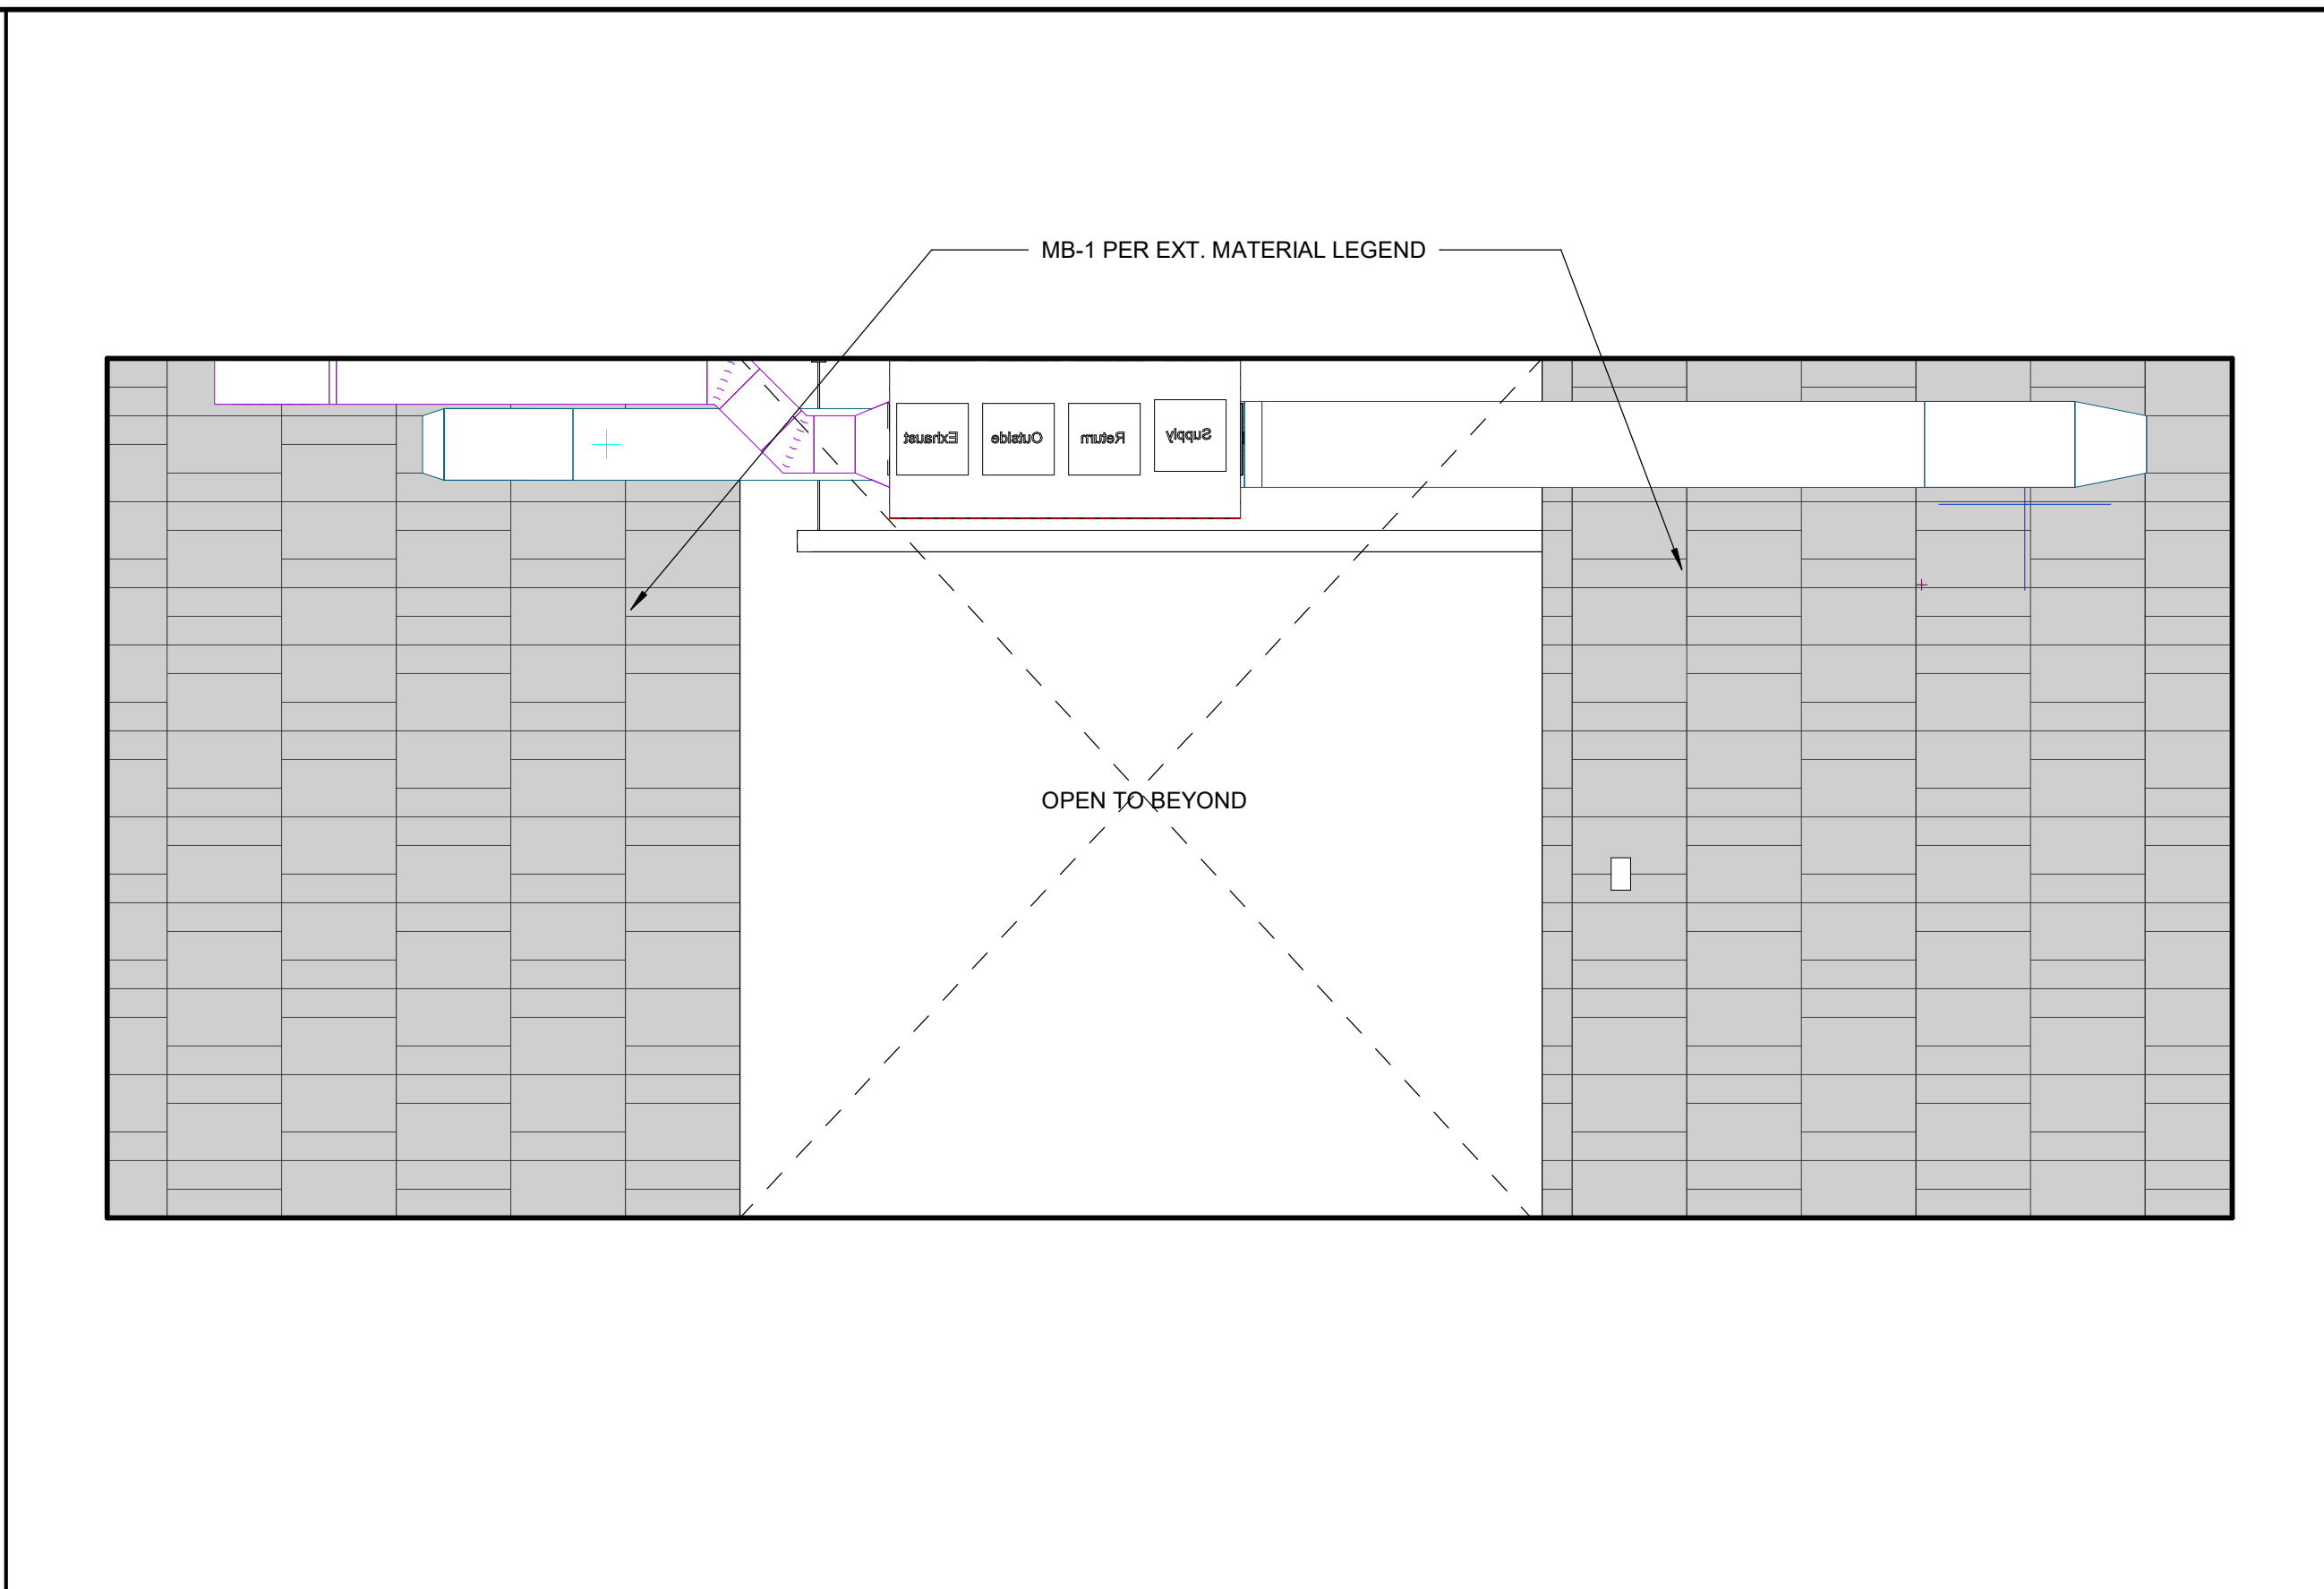 MB-1 PER EXT. MATERIAL LEGEND
Exhaust
Outside
Return
Supply
OPEN TO BEYOND